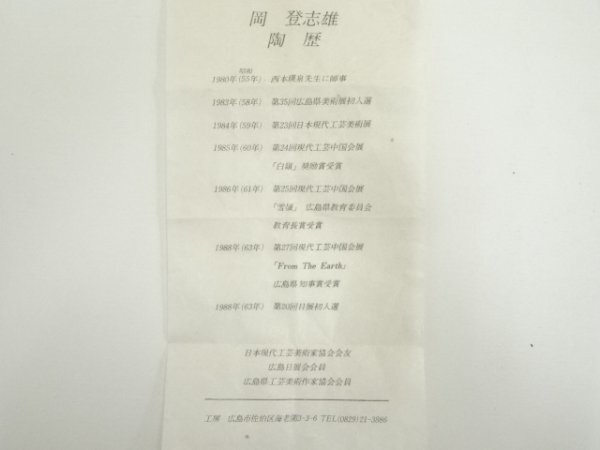 岡 登志雄
陶 歴
昭和
1980年(55年) 西本瑛泉先生に師事
1983年(58年) 第35回広島県美術展初入選
1984年(59年) 第23回日本現代工芸美術展
1985年(60年) 第24回現代工芸中国会展
「白嶺」 奨励賞受賞
1986年(61年) 第25回現代工芸中国会展
「雲嶺」 広島県教育委員会
教育長賞受賞
1988年(63年) 第27回現代工芸中国会展
「From The Earth」
広島県知事賞受賞
1988年(63年) 第20回日展初入選
日本現代工芸美術家協会会友
広島日展会会員
広島県工芸美術作家協会会員
工房 広島市佐伯区海老園3-3-6 TEL(0829)21-3886